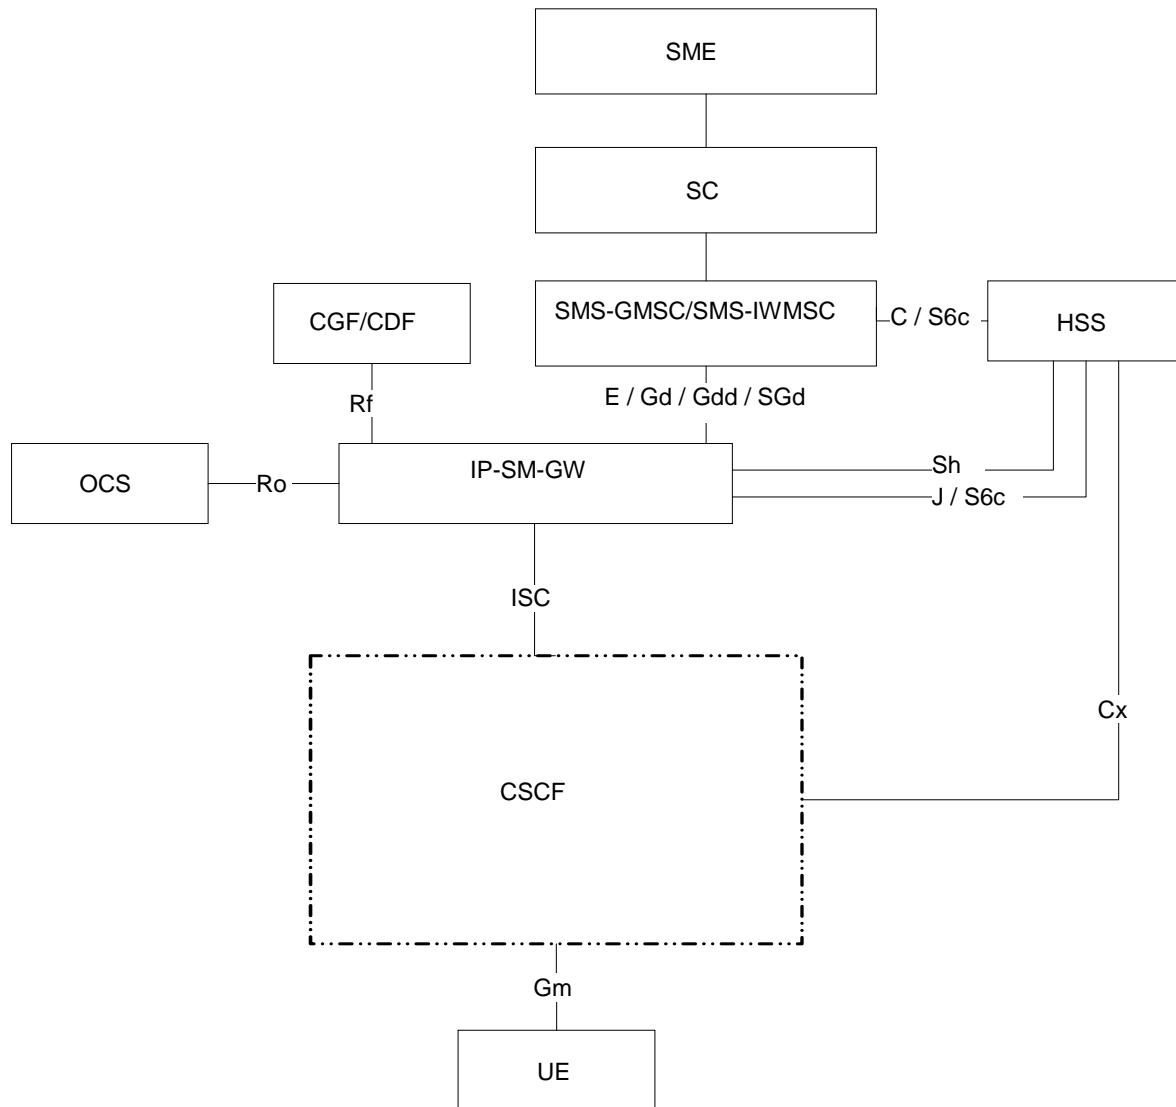 SME
SC
SMS-GMSC/SMS-IWMSC
C / S6c
HSS
CGF/CDF
Rf
E / Gd / Gdd / SGd
OCS
Ro
IP-SM-GW
Sh
J / S6c
ISC
Cx
CSCF
Gm
UE